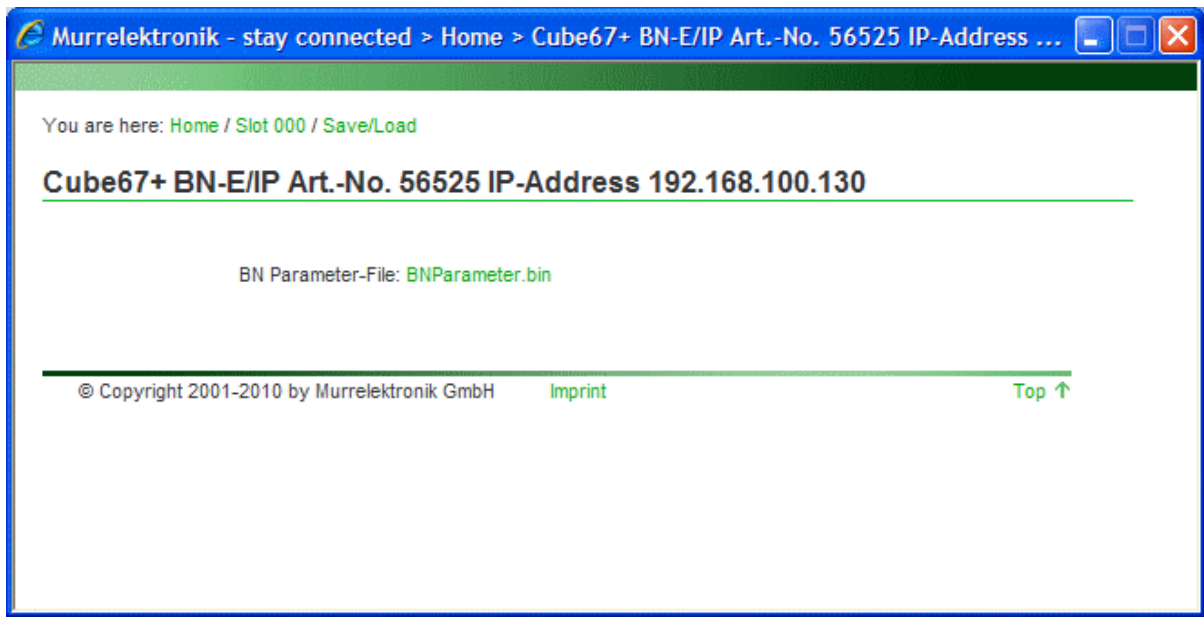 Murrelektronik - stay connected > Home > Cube67+ BN-E/IP Art.-No. 56525 IP-Address ...
You are here: Home / Slot 000 / Save/Load
Cube67+ BN-E/IP Art.-No. 56525 IP-Address 192.168.100.130
BN Parameter-File: BNParameter.bin
© Copyright 2001-2010 by Murrelektronik GmbH Imprint Top ↑